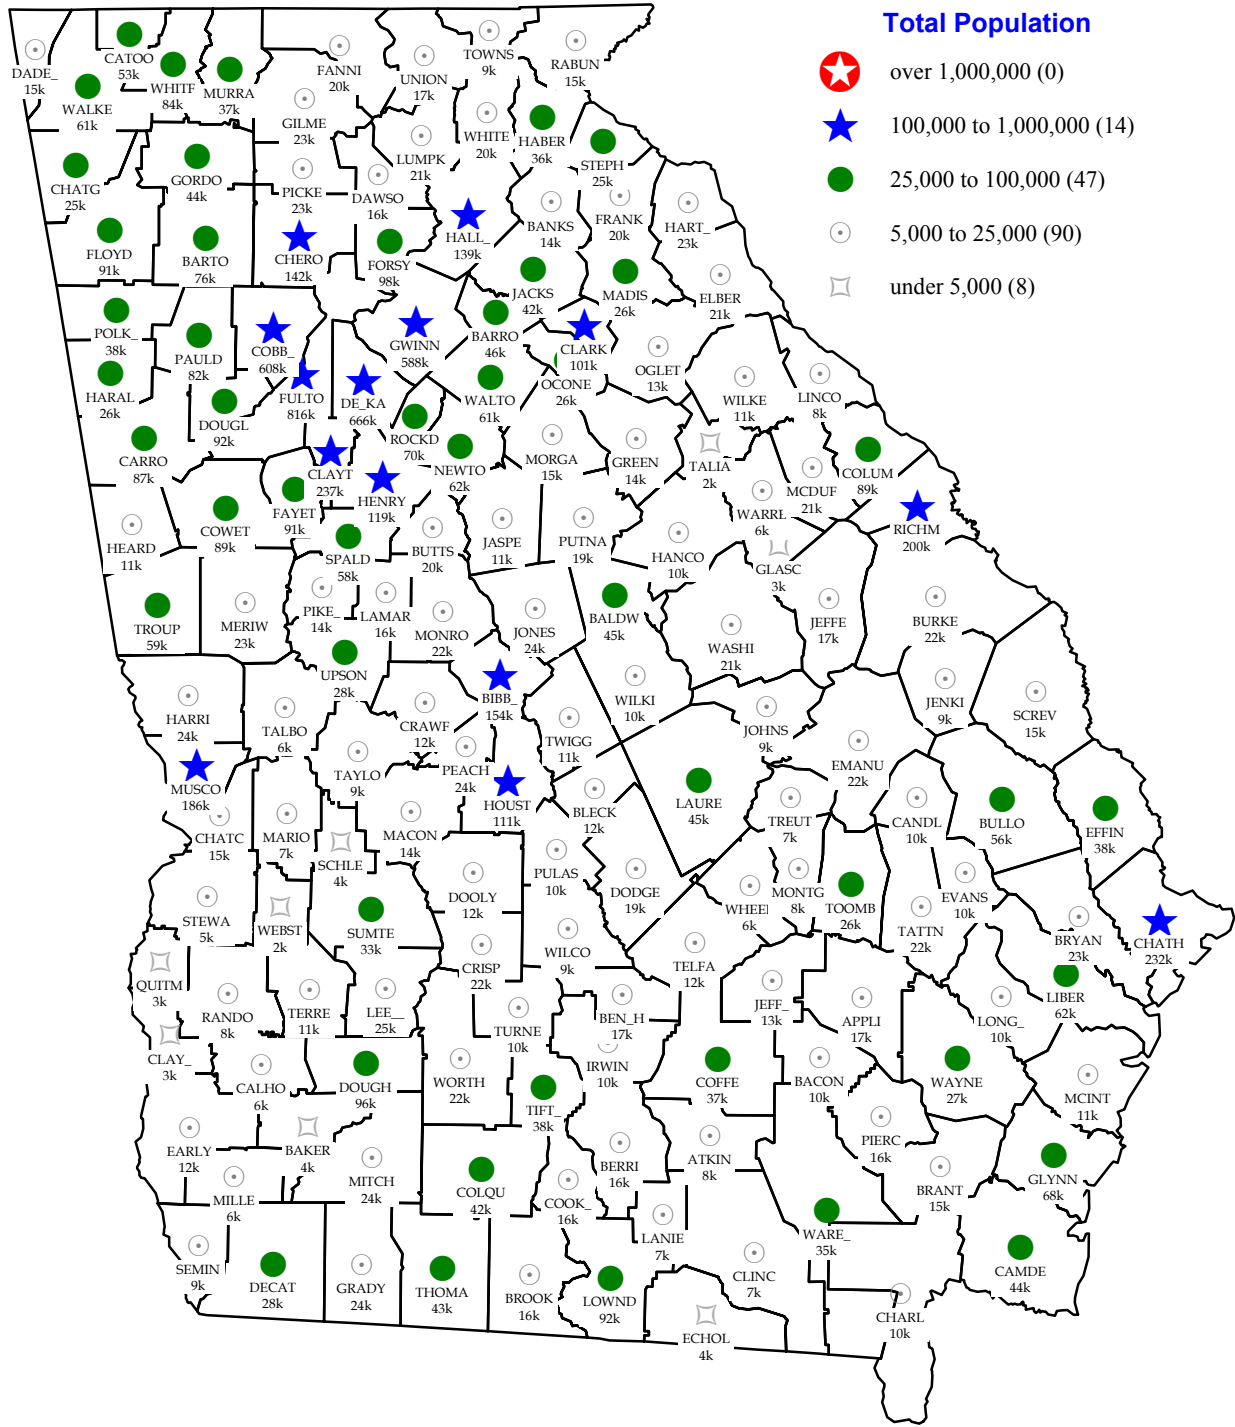 Total Population
over 1,000,000 (0)
100,000 to 1,000,000 (14)
25,000 to 100,000 (47)
5,000 to 25,000 (90)
under 5,000 (8)
DADE_
15k
CATOO
53k
WALKE
61k
WHITF
84k
MURRA
37k
FANNI
20k
UNION
17k
TOWNS
9k
RABUN
15k
GILME
23k
LUMPK
21k
WHITE
20k
HABER
36k
STEPH
25k
CHATG
25k
GORDO
44k
PICKE
23k
DAWSO
16k
HALL_
139k
BANKS
14k
FRANK
20k
HART_
23k
FLOYD
91k
BARTO
76k
CHERO
142k
FORSY
98k
JACKS
42k
MADIS
26k
ELBER
21k
POLK_
38k
PAULD
82k
COBB_
608k
GWINN
588k
BARRO
46k
CLARK
101k
OCONE
26k
OGLET
13k
WILKE
11k
LINCO
8k
HARAL
26k
DOUGL
92k
FULTO
816k
DE_KA
666k
ROCKD
70k
WALTO
61k
CARRO
87k
CLAYT
237k
HENRY
119k
NEWTO
62k
MORGA
15k
GREEN
14k
TALIA
2k
MCDUF
21k
COLUM
89k
WARRE
6k
RICHM
200k
HEARD
11k
COWET
89k
FAYET
91k
SPALD
58k
BUTTS
20k
JASPE
11k
PUTNA
19k
HANCO
10k
GLASC
3k
TROUP
59k
MERIW
23k
PIKE_
14k
LAMAR
16k
MONRO
22k
JONES
24k
BALDW
45k
WASHI
21k
JEFFE
17k
BURKE
22k
UPSON
28k
HARRI
24k
TALBO
6k
CRAWF
12k
BIBB_
154k
TWIGG
11k
WILKI
10k
JOHNS
9k
JENKI
9k
SCREV
15k
TAYLO
9k
PEACH
24k
HOUST
111k
EMANU
22k
MUSCO
186k
CHATC
15k
MARIO
7k
SCHLE
4k
MACON
14k
BLECK
12k
LAURE
45k
TREUT
7k
CANDL
10k
BULLO
56k
EFFIN
38k
PULAS
10k
DODGE
19k
STEWA
5k
WEBST
2k
SUMTE
33k
DOOLY
12k
WHEEL
6k
MONTG
8k
TOOMB
26k
TATTN
22k
EVANS
10k
BRYAN
23k
CHATH
232k
QUITM
3k
RANDO
8k
TERRE
11k
LEE__
25k
CRISP
22k
WILCO
9k
TELFA
12k
JEFF_
13k
APPLI
17k
LONG_
10k
LIBER
62k
CLAY_
3k
CALHO
6k
DOUGH
96k
WORTH
22k
TURNE
10k
BEN_H
17k
IRWIN
10k
COFFE
37k
BACON
10k
WAYNE
27k
MCINT
11k
EARLY
12k
BAKER
4k
MITCH
24k
TIFT_
38k
BERRI
16k
ATKIN
8k
PIERC
16k
BRANT
15k
GLYNN
68k
MILLE
6k
COLQU
42k
COOK_
16k
LANIE
7k
WARE_
35k
SEMIN
9k
DECAT
28k
GRADY
24k
THOMA
43k
BROOK
16k
LOWND
92k
CLINC
7k
CAMDE
44k
ECHOL
4k
CHARL
10k